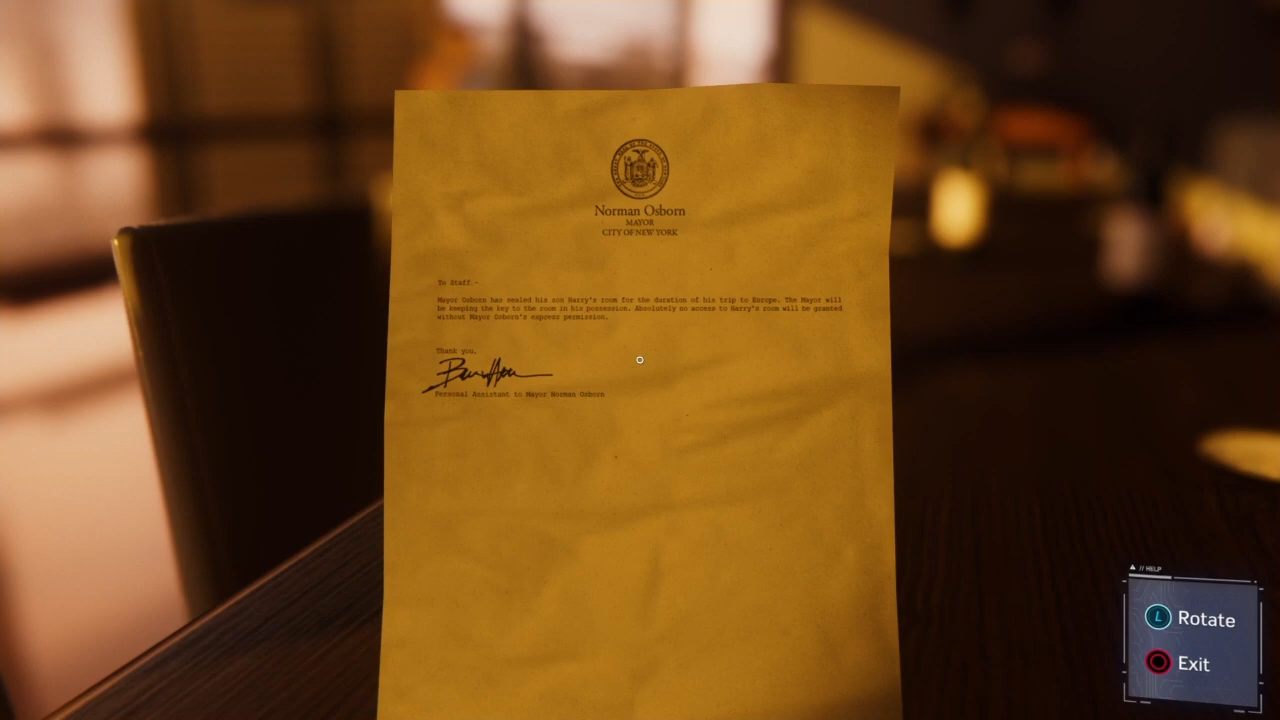 Norman Osborn
MAYOR
CITY OF NEW YORK
To Staff -
Mayor Osborn has sealed his son Harry's room for the duration of his trip to Europe. The Mayor will
be keeping the key to the room in his possession. Absolutely no access to Harry's room will be granted
without Mayor Osborn's express permission.
Thank you,
Personal Assistant to Mayor Norman Osborn
// HELP
L Rotate
Exit